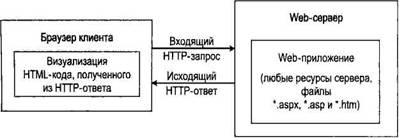 Браузер клиента
Визуализация
HTML-кода, полученного
из HTTP-ответа
Входящий
HTTP-запрос
Исходящий
HTTP-ответ
Web-сервер
Web-приложение
(любые ресурсы сервера,
файлы
*.aspx, *.asp и *.htm)